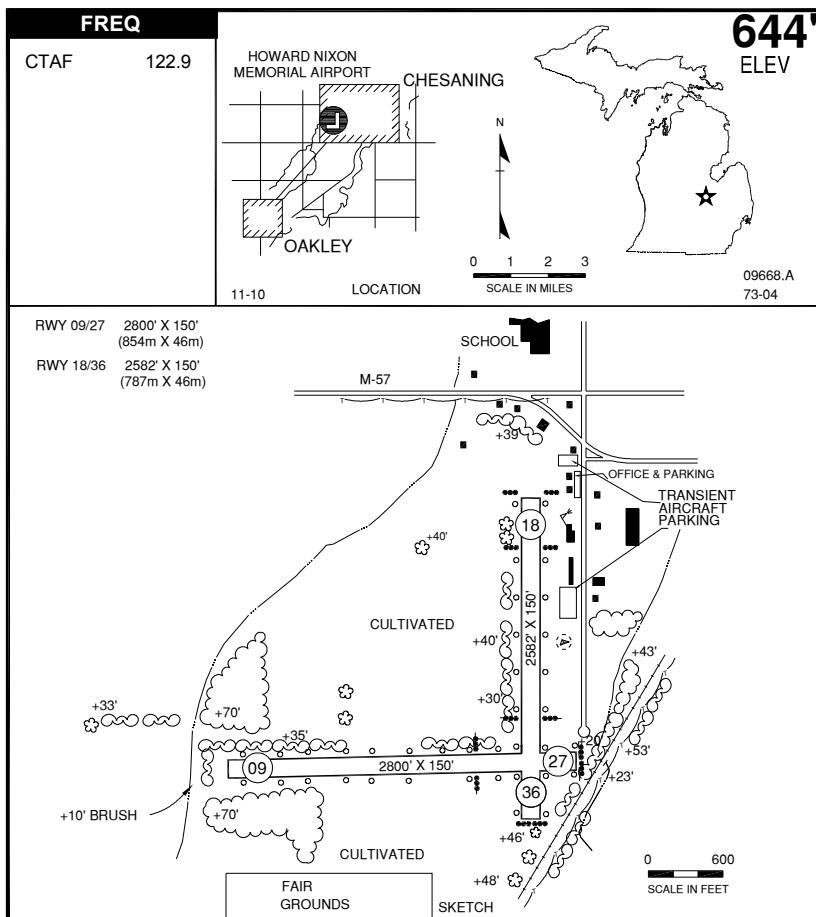 FREQ
CTAF 122.9
HOWARD NIXON
MEMORIAL AIRPORT
CHESANING
OAKLEY
N
0 1 2 3
SCALE IN MILES
11-10
LOCATION
644'
ELEV
09668.A
73-04
RWY 09/27 2800' X 150'
(854m X 46m)
RWY 18/36 2582' X 150'
(787m X 46m)
SCHOOL
M-57
T T T T T T
+39'
OFFICE & PARKING
TRANSIENT
AIRCRAFT
PARKING
18
+40'
2582' X 150'
CULTIVATED
+40'
+43'
+30'
+33'
+70'
+35'
+20'
+53'
09
2800' X 150'
27
+23'
36
+10' BRUSH
+70'
+46'
CULTIVATED
+48'
0 600
SCALE IN FEET
FAIR
GROUNDS
SKETCH